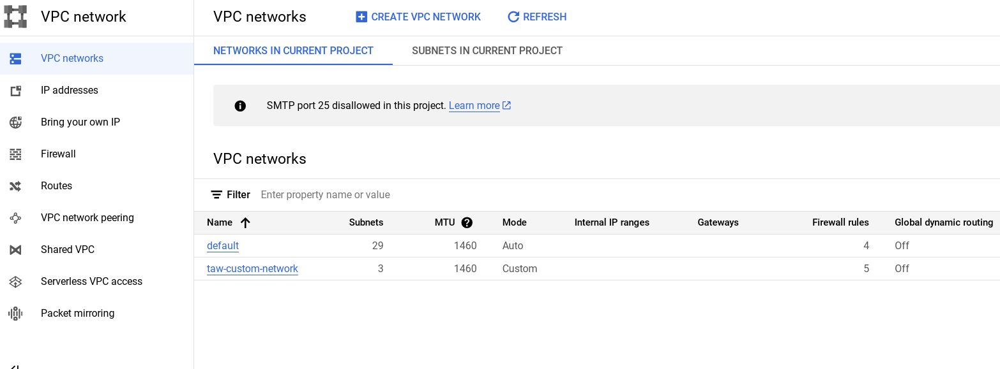 VPC network
VPC networks
IP addresses
Bring your own IP
Firewall
Routes
VPC network peering
Shared VPC
Serverless VPC access
Packet mirroring
VPC networks CREATE VPC NETWORK REFRESH
NETWORKS IN CURRENT PROJECT SUBNETS IN CURRENT PROJECT
SMTP port 25 disallowed in this project. Learn more
VPC networks
Filter Enter property name or value
Name Subnets MTU Mode Internal IP ranges Gateways Firewall rules Global dynamic routing
default 29 1460 Auto 4 Off
taw-custom-network 3 1460 Custom 5 Off